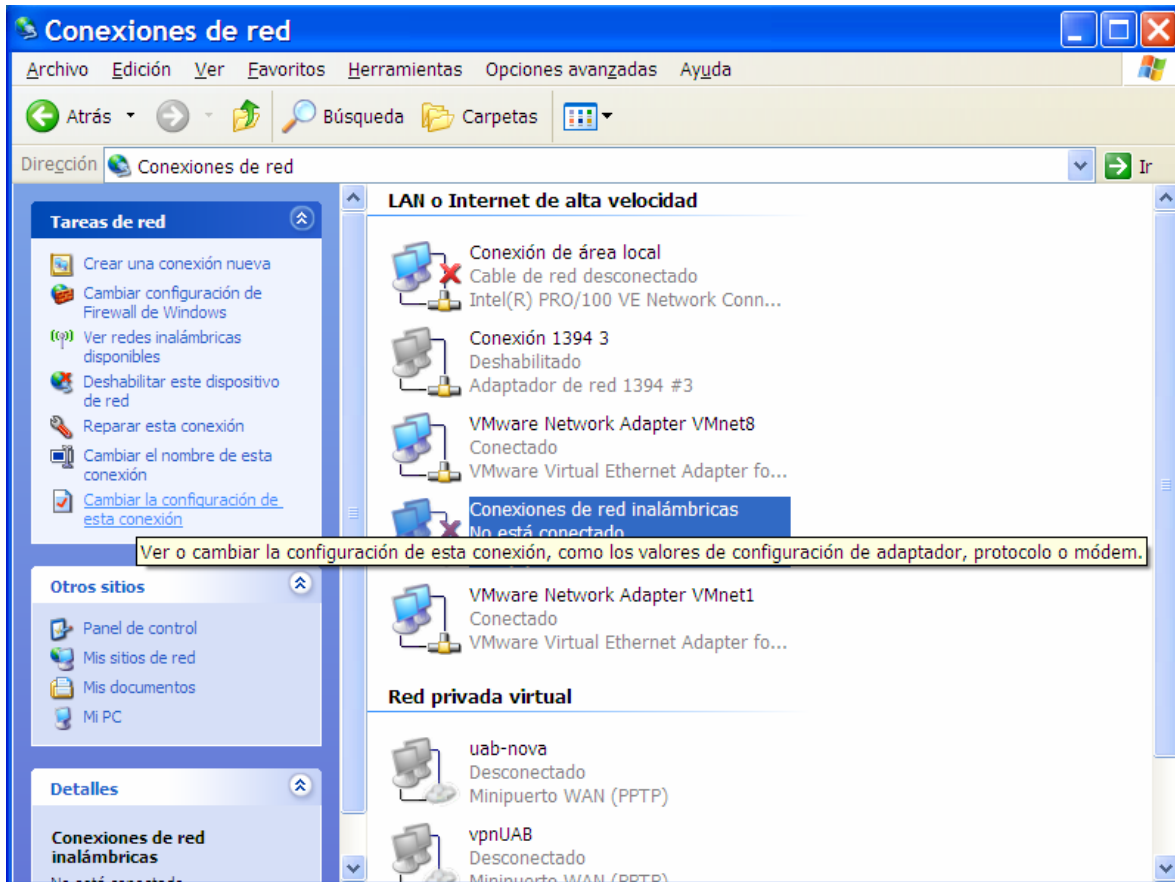 Conexiones de red
Archivo Edición Ver Favoritos Herramientas Opciones avanzadas Ayuda
Atrás Búsqueda Carpetas
Dirección Conexiones de red Ir
Tareas de red
Crear una conexión nueva
Cambiar configuración de
Firewall de Windows
Ver redes inalámbricas
disponibles
Deshabilitar este dispositivo
de red
Reparar esta conexión
Cambiar el nombre de esta
conexión
Cambiar la configuración de
esta conexión
Otros sitios
Panel de control
Mis sitios de red
Mis documentos
Mi PC
Detalles
Conexiones de red
inalámbricas
No está conectado
LAN o Internet de alta velocidad
Conexión de área local
Cable de red desconectado
Intel(R) PRO/100 VE Network Conn...
Conexión 1394 3
Deshabilitado
Adaptador de red 1394 #3
VMware Network Adapter VMnet8
Conectado
VMware Virtual Ethernet Adapter fo...
Conexiones de red inalámbricas
No está conectado
Ver o cambiar la configuración de esta conexión, como los valores de configuración de adaptador, protocolo o módem.
VMware Network Adapter VMnet1
Conectado
VMware Virtual Ethernet Adapter fo...
Red privada virtual
uab-nova
Desconectado
Minipuerto WAN (PPTP)
vpnUAB
Desconectado
Minipuerto WAN (PPTP)